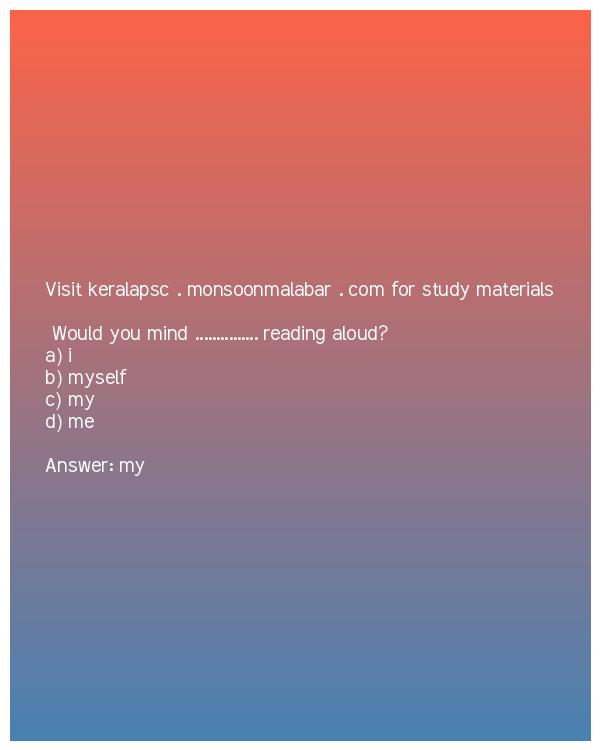 Visit keralapsc . monsoonmalabar . com for study materials
Would you mind ............... reading aloud?
a) i
b) myself
c) my
d) me
Answer: my